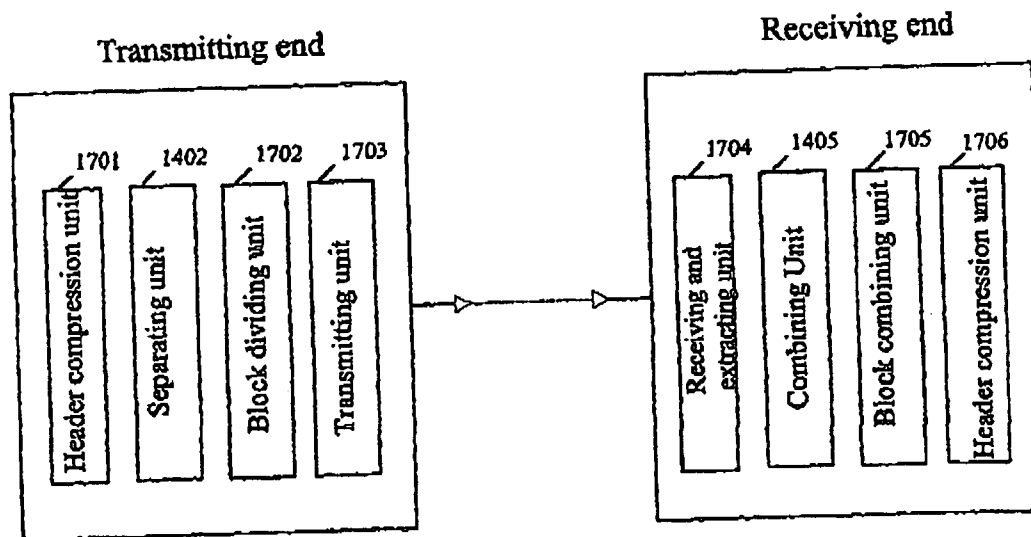 Transmitting end
Receiving end
1701
1402
1702
1703
Header compression unit
Separating unit
Block dividing unit
Transmitting unit
1704
1405
1705
1706
Receiving and
extracting unit
Combining Unit
Block combining unit
Header compression unit